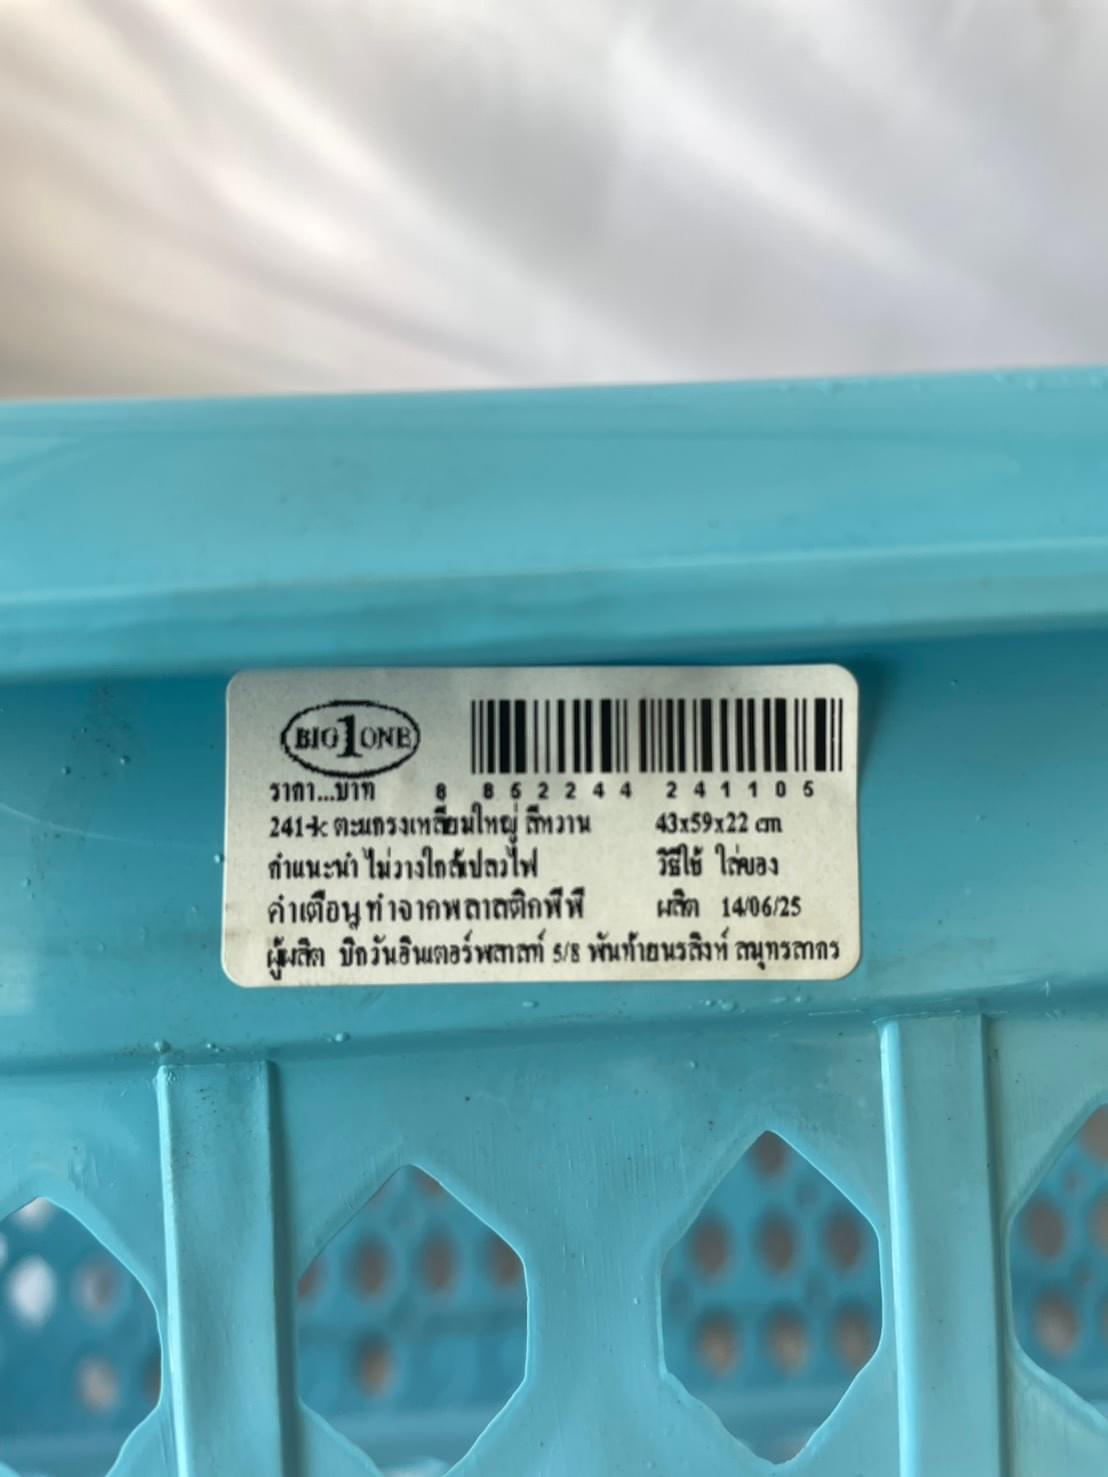 BIG 1 ONE
ราคา...บาท 8 852244 241105
241-k ตะแกรงเหลี่ยมใหญ่ สีหวาน 43x59x22 cm
คำแนะนำ ไม่วางใกล้เปลวไฟ วิธีใช้ ใส่ของ
คำเตือน ทำจากพลาสติกพีพี ผลิต 14/06/25
ผู้ผลิต บิกวันอินเตอร์พลาสท์ 5/8 พันท้ายนรสิงห์ สมุทรสาคร